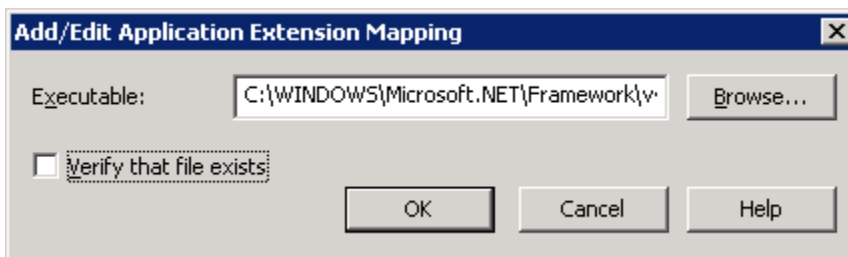 Add/Edit Application Extension Mapping
Executable: C:\WINDOWS\Microsoft.NET\Framework\v Browse...
Verify that file exists
OK Cancel Help